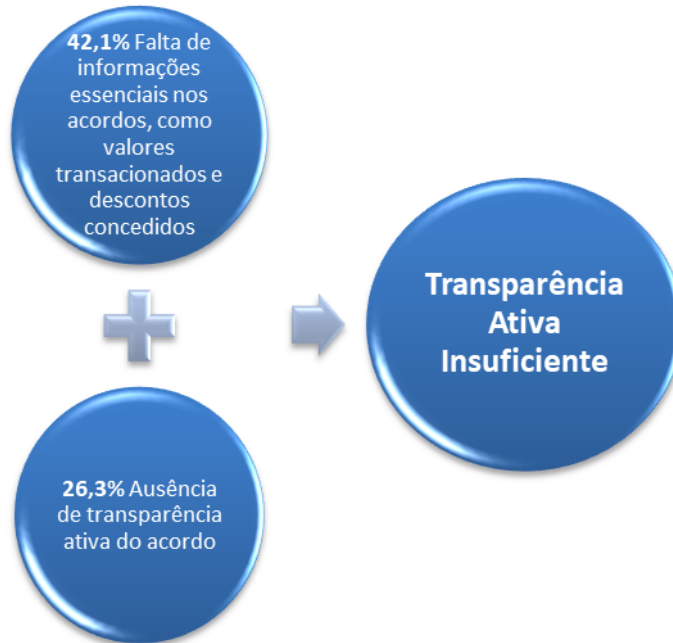 42,1% Falta de
informações
essenciais nos
acordos, como
valores
transacionados e
descontos
concedidos
Transparência
Ativa
Insuficiente
26,3% Ausência
de transparência
ativa do acordo